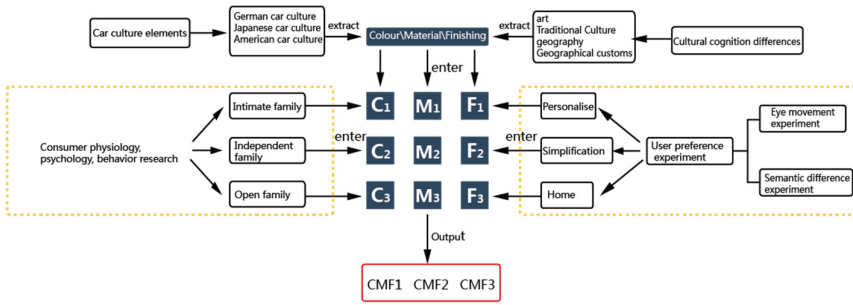 Car culture elements
German car culture
Japanese car culture
American car culture
extract
Colour\Material\Finishing
extract
art
Traditional Culture
geography
Geographical customs
Cultural cognition differences
enter
Consumer physiology,
psychology, behavior research
Intimate family
Independent
family
Open family
enter
C1 M1 F1
C2 M2 F2
C3 M3 F3
enter
Personalise
Simplification
Home
User preference
experiment
Eye movement
experiment
Semantic difference
experiment
Output
CMF1 CMF2 CMF3